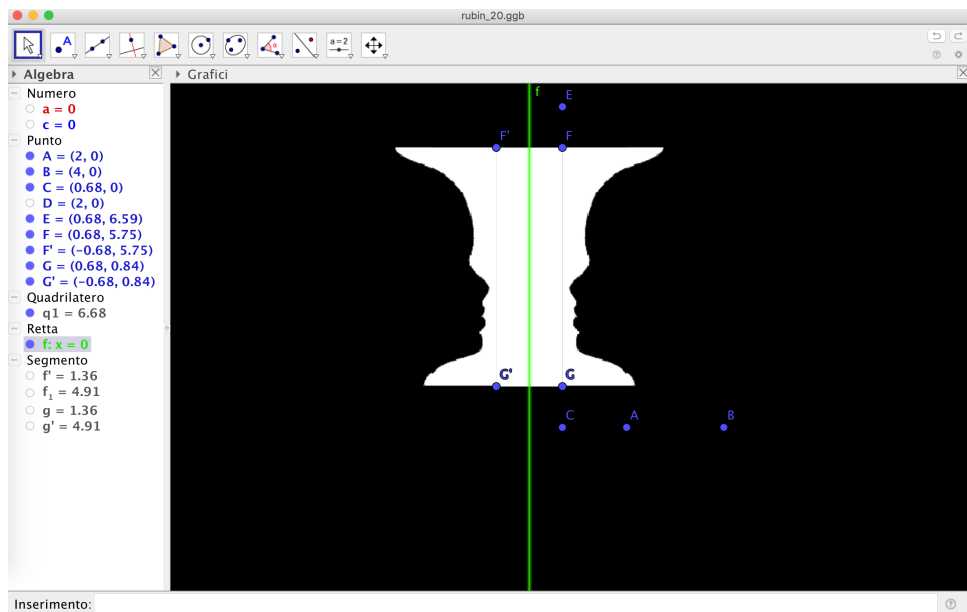 rubin_20.ggb
A
α
a=2
Algebra
Grafici
Numero
a = 0
c = 0
Punto
A = (2, 0)
B = (4, 0)
C = (0.68, 0)
D = (2, 0)
E = (0.68, 6.59)
F = (0.68, 5.75)
F' = (-0.68, 5.75)
G = (0.68, 0.84)
G' = (-0.68, 0.84)
Quadrilatero
q1 = 6.68
Retta
f: x = 0
Segmento
f' = 1.36
f₁ = 4.91
g = 1.36
g' = 4.91
f
E
F'
F
G'
G
C
A
B
Inserimento: